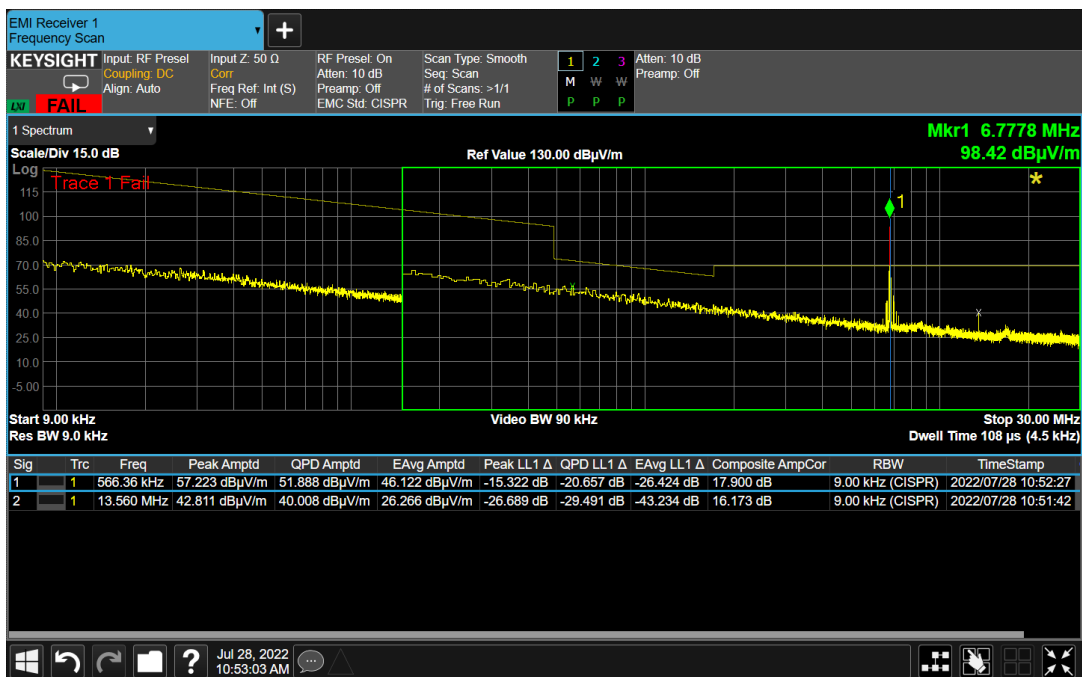 EMI Receiver 1
Frequency Scan
KEYSIGHT
LXI FAIL
Input: RF Presel
Coupling: DC
Align: Auto
Input Z: 50 Ω
Corr
Freq Ref: Int (S)
NFE: Off
RF Presel: On
Atten: 10 dB
Preamp: Off
EMC Std: CISPR
Scan Type: Smooth
Seq: Scan
# of Scans: >1/1
Trig: Free Run
1 2 3
M W W
P P P
Atten: 10 dB
Preamp: Off
1 Spectrum
Mkr1 6.7778 MHz
Scale/Div 15.0 dB Ref Value 130.00 dBµV/m 98.42 dBµV/m
Log
Trace 1 Fail
*
115
1
100
85.0
70.0
55.0
40.0
25.0
10.0
-5.00
Start 9.00 kHz Video BW 90 kHz Stop 30.00 MHz
Res BW 9.0 kHz Dwell Time 108 µs (4.5 kHz)
Sig Trc Freq Peak Amptd QPD Amptd EAvg Amptd Peak LL1 Δ QPD LL1 Δ EAvg LL1 Δ Composite AmpCor RBW TimeStamp
1 1 566.36 kHz 57.223 dBµV/m 51.888 dBµV/m 46.122 dBµV/m -15.322 dB -20.657 dB -26.424 dB 17.900 dB 9.00 kHz (CISPR) 2022/07/28 10:52:27
2 1 13.560 MHz 42.811 dBµV/m 40.008 dBµV/m 26.266 dBµV/m -26.689 dB -29.491 dB -43.234 dB 16.173 dB 9.00 kHz (CISPR) 2022/07/28 10:51:42
? Jul 28, 2022
10:53:03 AM